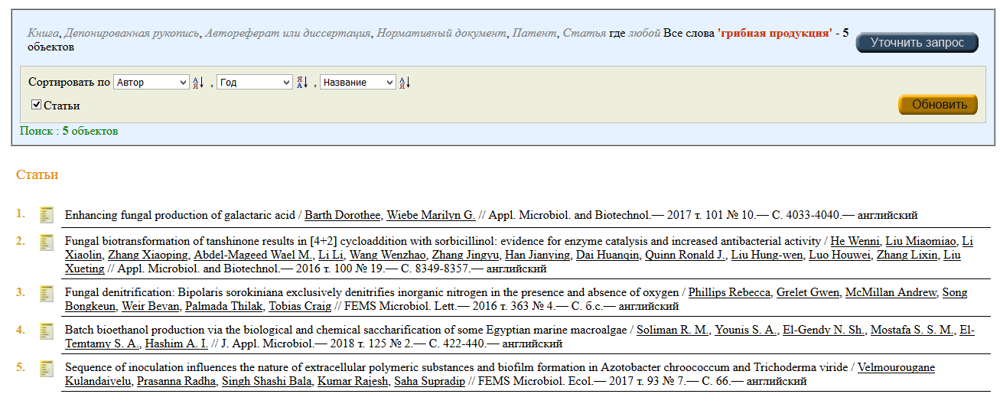 Книга, Депонированная рукопись, Автореферат или диссертация, Нормативный документ, Патент, Статья где любой Все слова 'грибная продукция' - 5
объектов
Уточнить запрос
Сортировать по Автор А Я , Год Я А , Название А Я
Статьи
Обновить
Поиск : 5 объектов
Статьи
1. Enhancing fungal production of galactaric acid / Barth Dorothee, Wiebe Marilyn G. // Appl. Microbiol. and Biotechnol.— 2017 т. 101 № 10.— С. 4033-4040.— английский
2. Fungal biotransformation of tanshinone results in [4+2] cycloaddition with sorbicillinol: evidence for enzyme catalysis and increased antibacterial activity / He Wenni, Liu Miaomiao, Li
Xiaolin, Zhang Xiaoping, Abdel-Mageed Wael M., Li Li, Wang Wenzhao, Zhang Jingyu, Han Jianying, Dai Huanqin, Quinn Ronald J., Liu Hung-wen, Luo Houwei, Zhang Lixin, Liu
Xueting // Appl. Microbiol. and Biotechnol.— 2016 т. 100 № 19.— С. 8349-8357.— английский
3. Fungal denitrification: Bipolaris sorokiniana exclusively denitrifies inorganic nitrogen in the presence and absence of oxygen / Phillips Rebecca, Grelet Gwen, McMillan Andrew, Song
Bongkeun, Weir Bevan, Palmada Thilak, Tobias Craig // FEMS Microbiol. Lett.— 2016 т. 363 № 4.— С. б.с.— английский
4. Batch bioethanol production via the biological and chemical saccharification of some Egyptian marine macroalgae / Soliman R. M., Younis S. A., El-Gendy N. Sh., Mostafa S. S. M., El-
Temtamy S. A., Hashim A. I. // J. Appl. Microbiol.— 2018 т. 125 № 2.— С. 422-440.— английский
5. Sequence of inoculation influences the nature of extracellular polymeric substances and biofilm formation in Azotobacter chroococcum and Trichoderma viride / Velmourougane
Kulandaivelu, Prasanna Radha, Singh Shashi Bala, Kumar Rajesh, Saha Supradip // FEMS Microbiol. Ecol.— 2017 т. 93 № 7.— С. 66.— английский